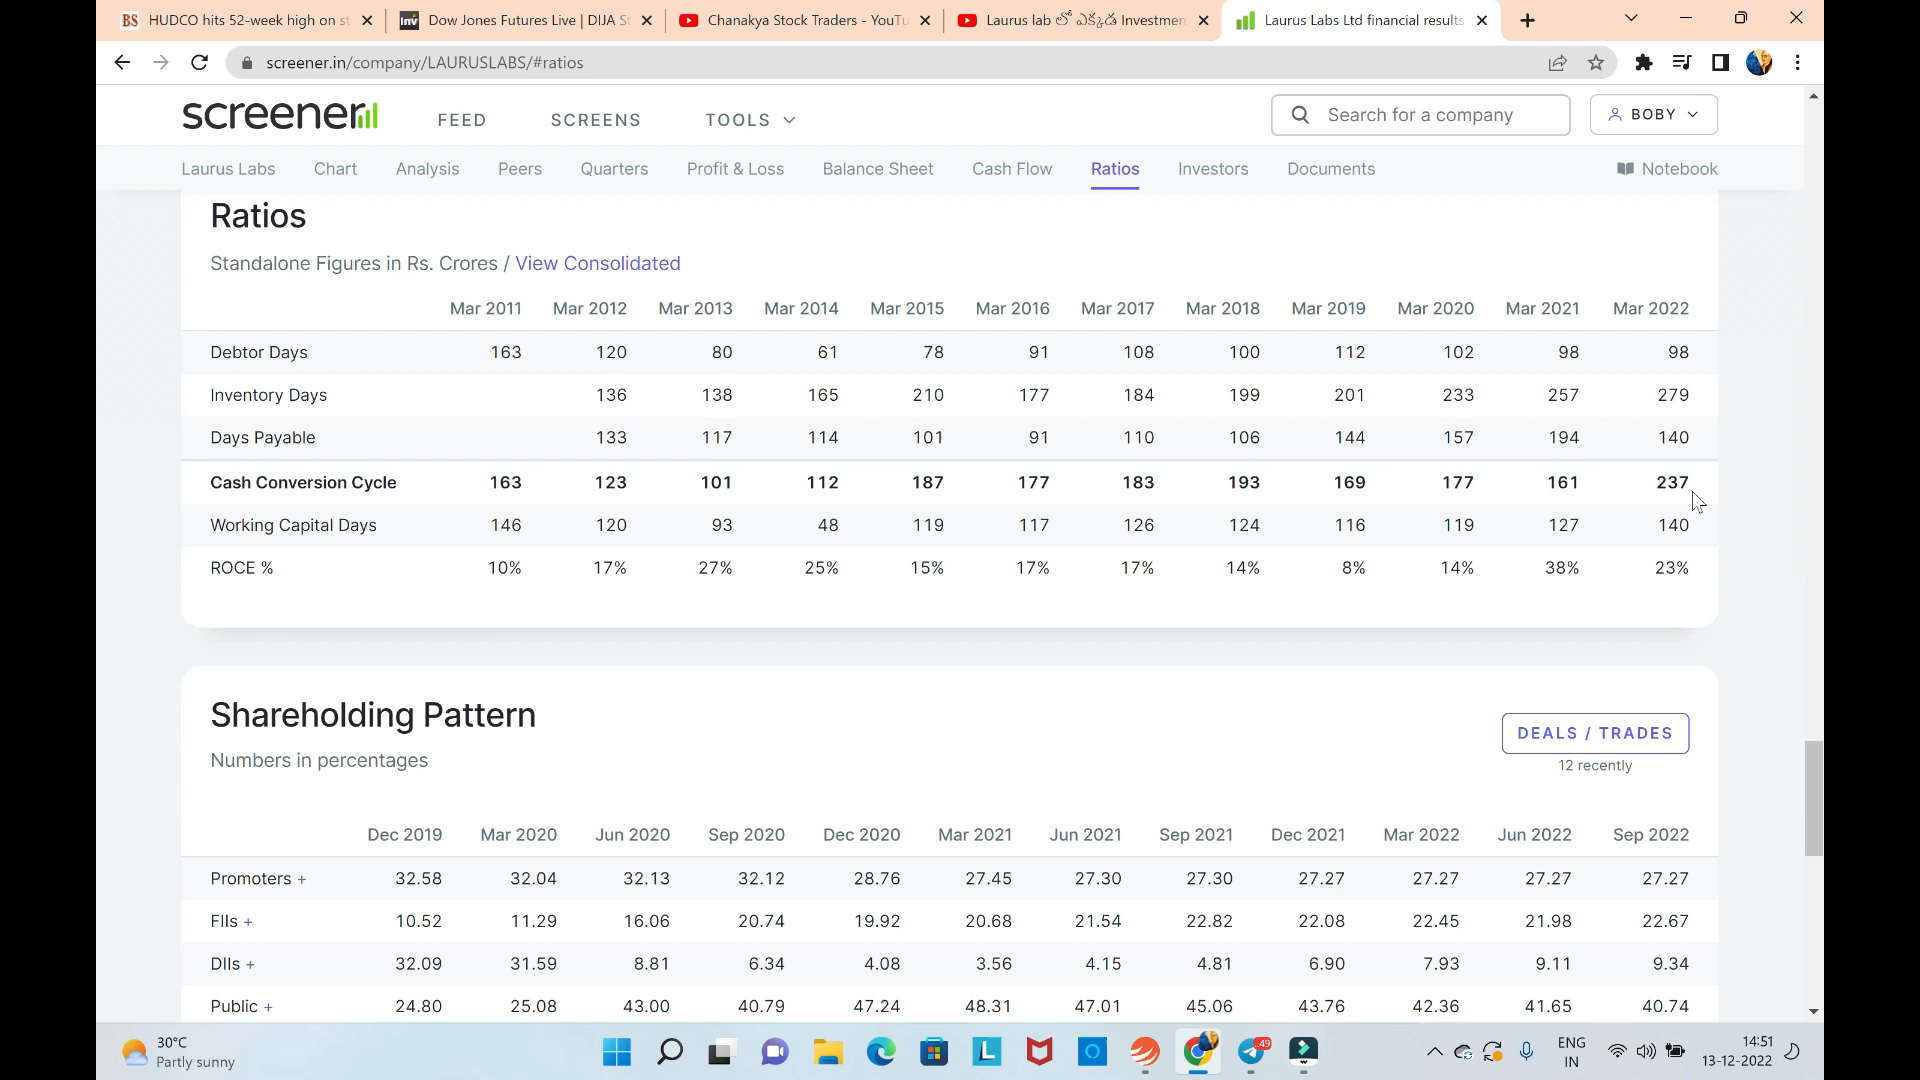 HUDCO hits 52-week high on st
Dow Jones Futures Live | DIJA St
Chanakya Stock Traders - YouTu
Laurus lab లో ఎక్కడ Investmen
Laurus Labs Ltd financial results
screener.in/company/LAURUSLABS/#ratios
screener
FEED SCREENS TOOLS
Search for a company
BOBY
Laurus Labs Chart Analysis Peers Quarters Profit & Loss Balance Sheet Cash Flow Ratios Investors Documents Notebook
Ratios
Standalone Figures in Rs. Crores / View Consolidated
Mar 2011 Mar 2012 Mar 2013 Mar 2014 Mar 2015 Mar 2016 Mar 2017 Mar 2018 Mar 2019 Mar 2020 Mar 2021 Mar 2022
Debtor Days 163 120 80 61 78 91 108 100 112 102 98 98
Inventory Days 136 138 165 210 177 184 199 201 233 257 279
Days Payable 133 117 114 101 91 110 106 144 157 194 140
Cash Conversion Cycle 163 123 101 112 187 177 183 193 169 177 161 237
Working Capital Days 146 120 93 48 119 117 126 124 116 119 127 140
ROCE % 10% 17% 27% 25% 15% 17% 17% 14% 8% 14% 38% 23%
Shareholding Pattern
DEALS / TRADES
Numbers in percentages
12 recently
Dec 2019 Mar 2020 Jun 2020 Sep 2020 Dec 2020 Mar 2021 Jun 2021 Sep 2021 Dec 2021 Mar 2022 Jun 2022 Sep 2022
Promoters + 32.58 32.04 32.13 32.12 28.76 27.45 27.30 27.30 27.27 27.27 27.27 27.27
FIIs + 10.52 11.29 16.06 20.74 19.92 20.68 21.54 22.82 22.08 22.45 21.98 22.67
DIIs + 32.09 31.59 8.81 6.34 4.08 3.56 4.15 4.81 6.90 7.93 9.11 9.34
Public + 24.80 25.08 43.00 40.79 47.24 48.31 47.01 45.06 43.76 42.36 41.65 40.74
30°C
Partly sunny
49
ENG
IN
14:51
13-12-2022